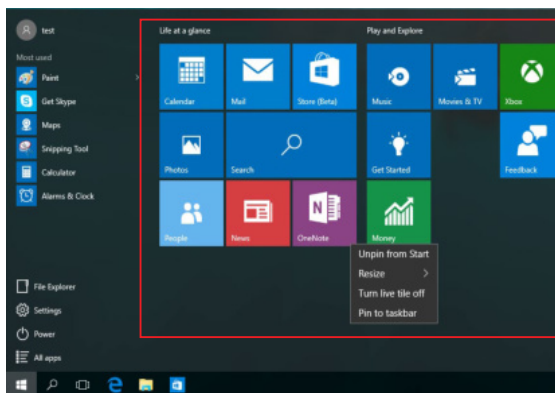 test
Most used
Paint
Get Skype
Maps
Snipping Tool
Calculator
Alarms & Clock
File Explorer
Settings
Power
All apps
Life at a glance
Calendar
Mail
Store (Beta)
Photos
Search
People
News
OneNote
Play and Explore
Music
Movies & TV
Xbox
Get Started
Feedback
Money
Unpin from Start
Resize
Turn live tile off
Pin to taskbar